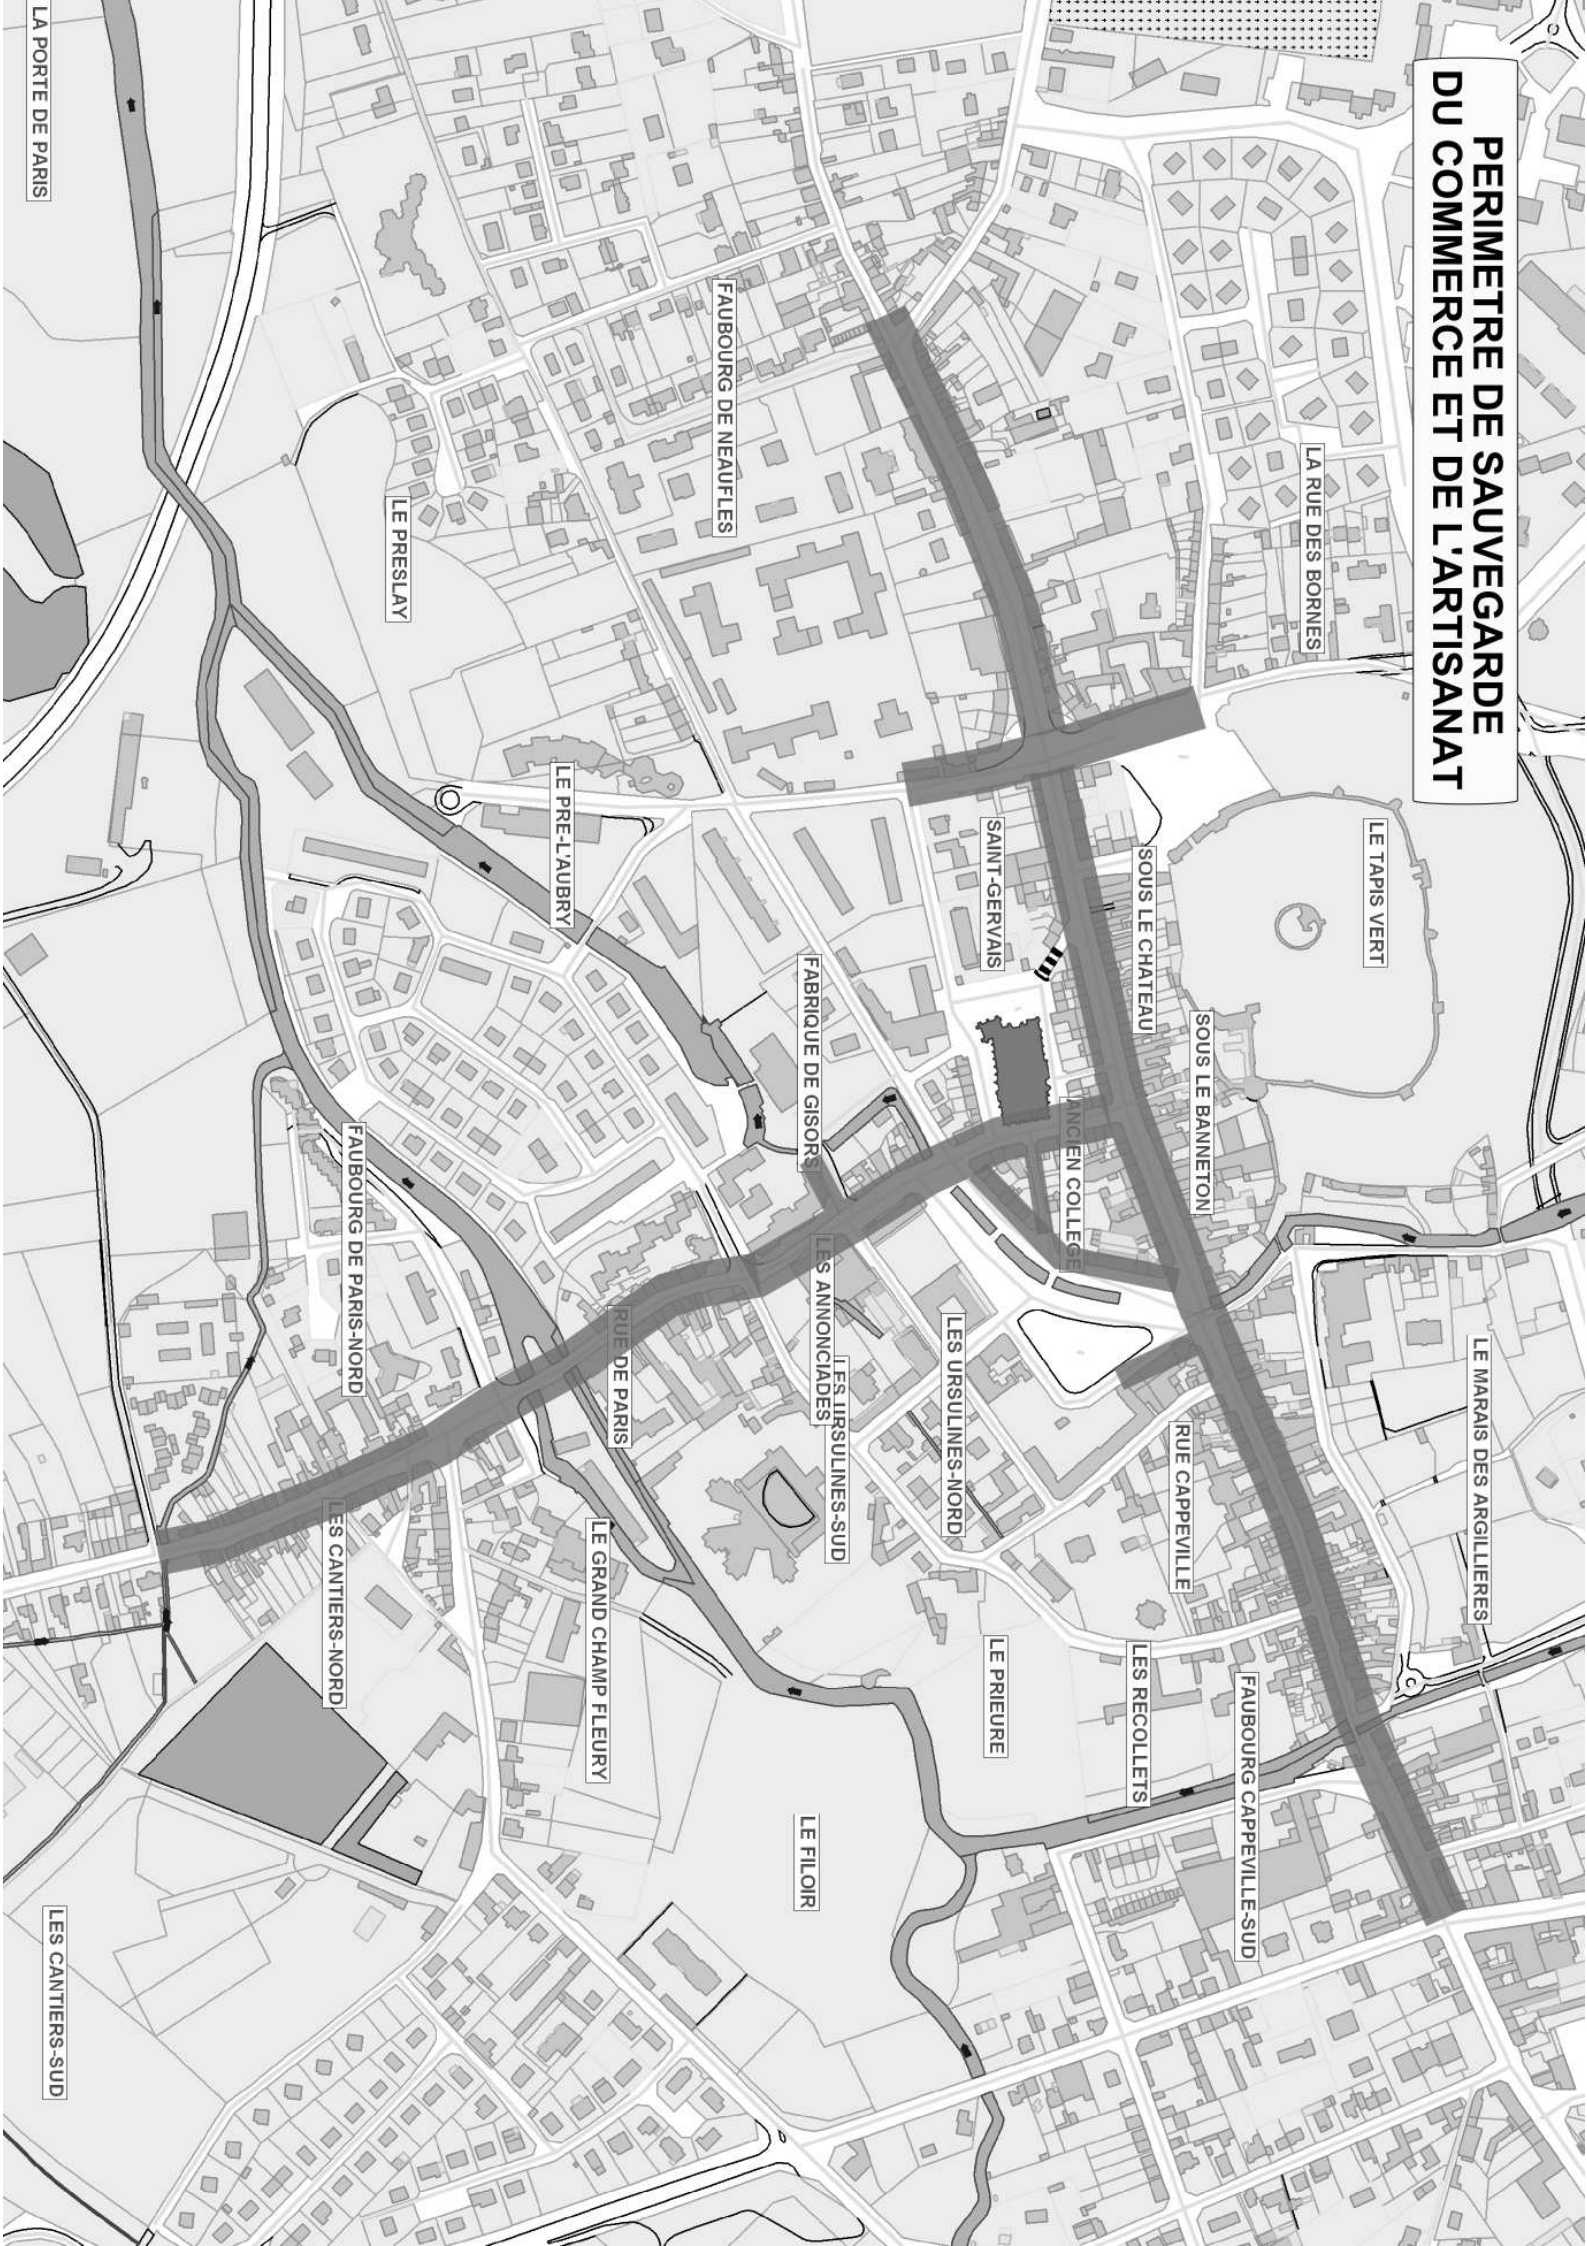 PERIMETRE DE SAUVEGARDE
DU COMMERCE ET DE L'ARTISANAT
LA RUE DES BORNES
LE TAPIS VERT
LE MARAIS DES ARGILLIERES
SOUS LE BANNETON
SOUS LE CHATEAU
FAUBOURG CAPPEVILLE-SUD
RUE CAPPEVILLE
LES RECOLLETS
ANCIEN COLLEGE
SAINT-GERVAIS
LE PRIEURE
LES URSULINES-NORD
LES URSULINES-SUD
LES ANNONCIADES
FABRIQUE DE GISORS
LE FILOIR
FAUBOURG DE NEAUFLES
RUE DE PARIS
LE GRAND CHAMP FLEURY
LE PRE-L'AUBRY
LE PRESLAY
FAUBOURG DE PARIS-NORD
LES CANTIERS-NORD
LA PORTE DE PARIS
LES CANTIERS-SUD